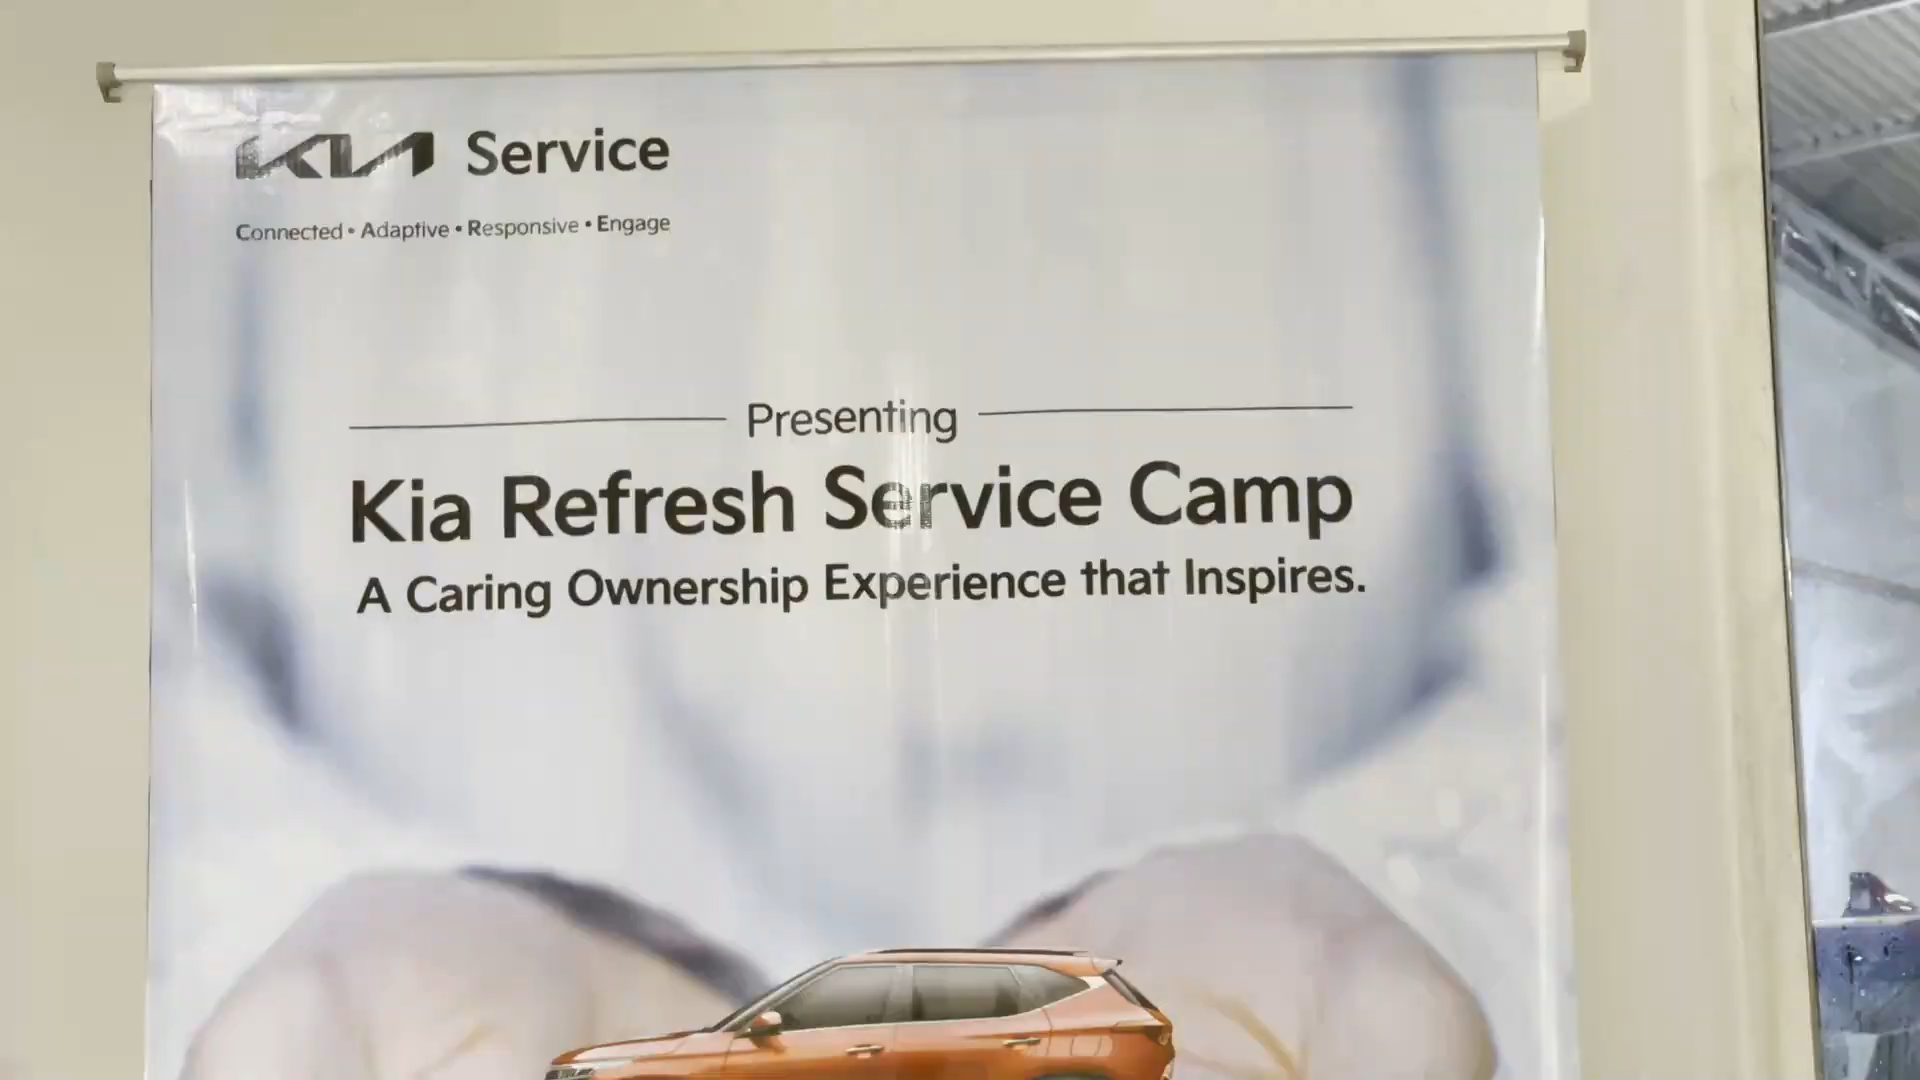 KIA Service
Connected • Adaptive • Responsive • Engage
Presenting
Kia Refresh Service Camp
A Caring Ownership Experience that Inspires.